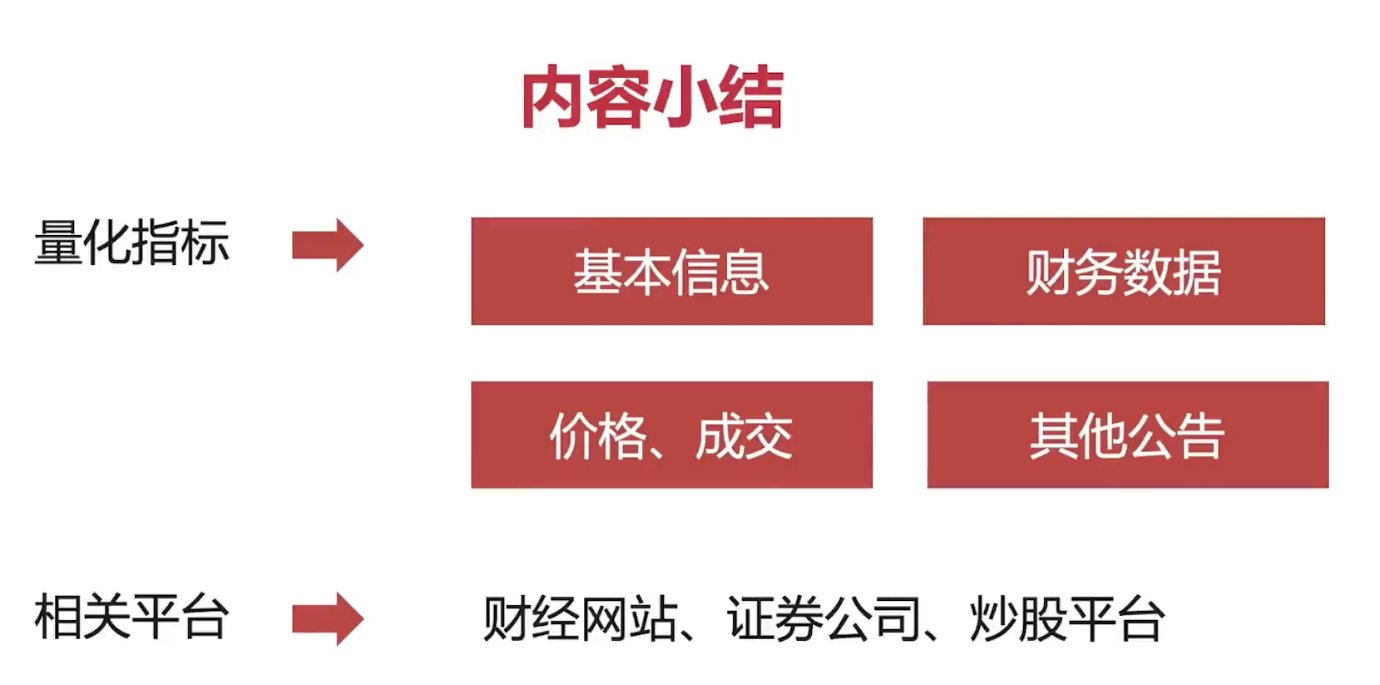 内容小结
量化指标
基本信息
财务数据
价格、成交
其他公告
相关平台
财经网站、证券公司、炒股平台